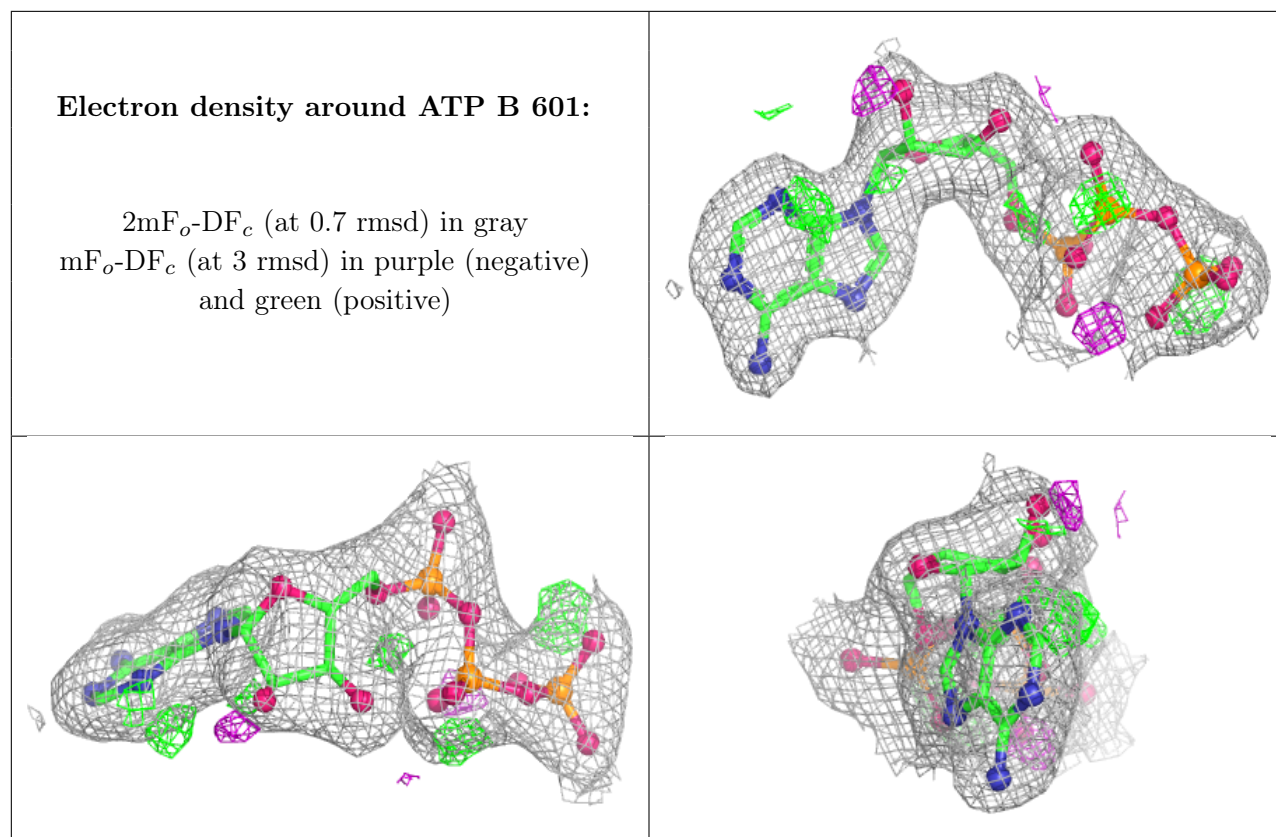 Electron density around ATP B 601:
2mFo-DFc (at 0.7 rmsd) in gray
mFo-DFc (at 3 rmsd) in purple (negative)
and green (positive)